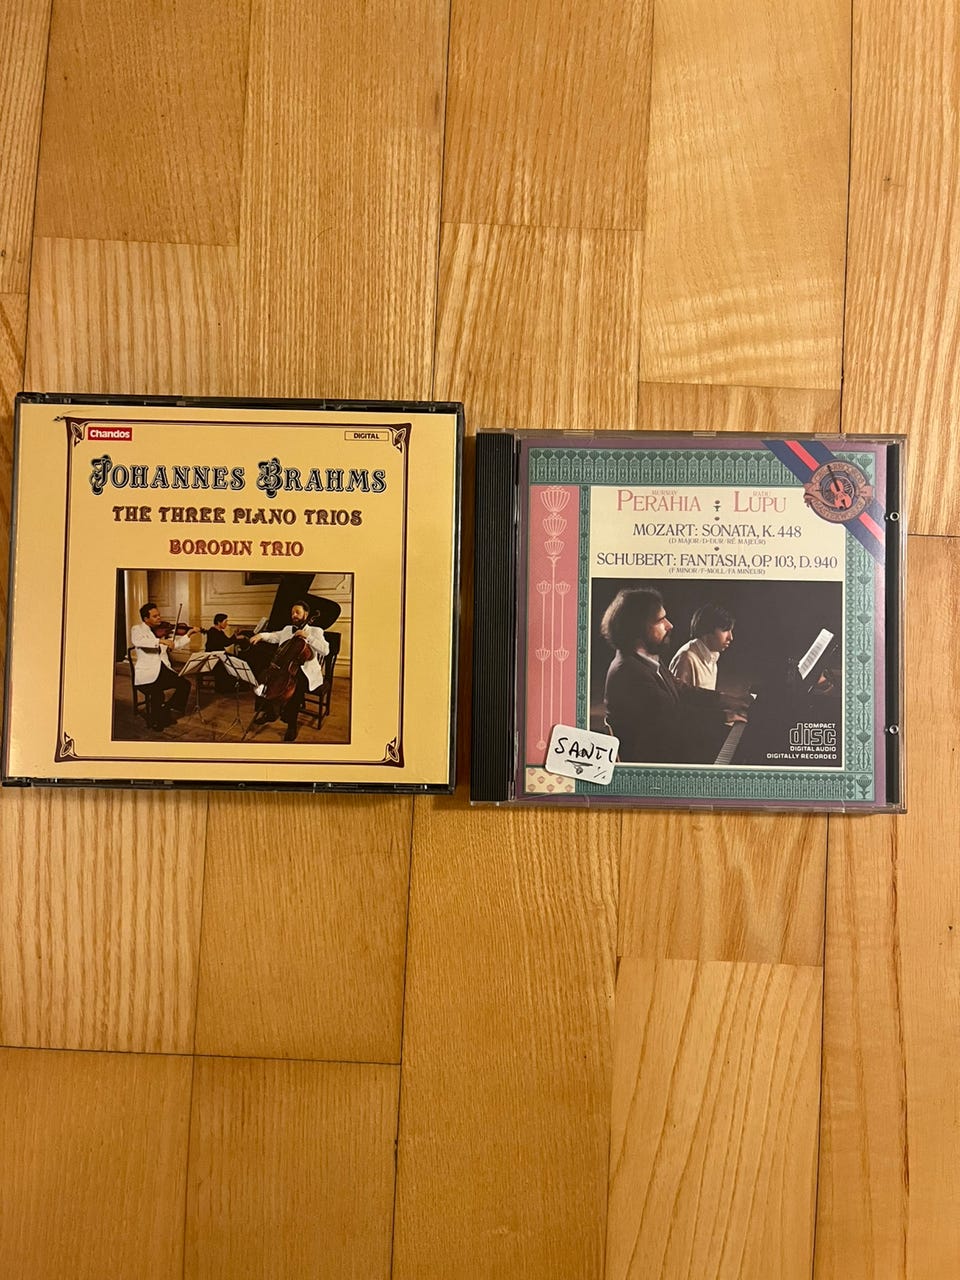 Chandos
DIGITAL
JOHANNES BRAHMS
THE THREE PIANO TRIOS
BORODIN TRIO
MURRAY RADU
PERAHIA LUPU
MOZART: SONATA, K. 448
(D MAJOR/D-DUR/RÉ MAJEUR)
SCHUBERT: FANTASIA, OP. 103, D. 940
(F MINOR/F-MOLL/FA MINEUR)
COMPACT
disc
DIGITAL AUDIO
DIGITALLY RECORDED
SANTI